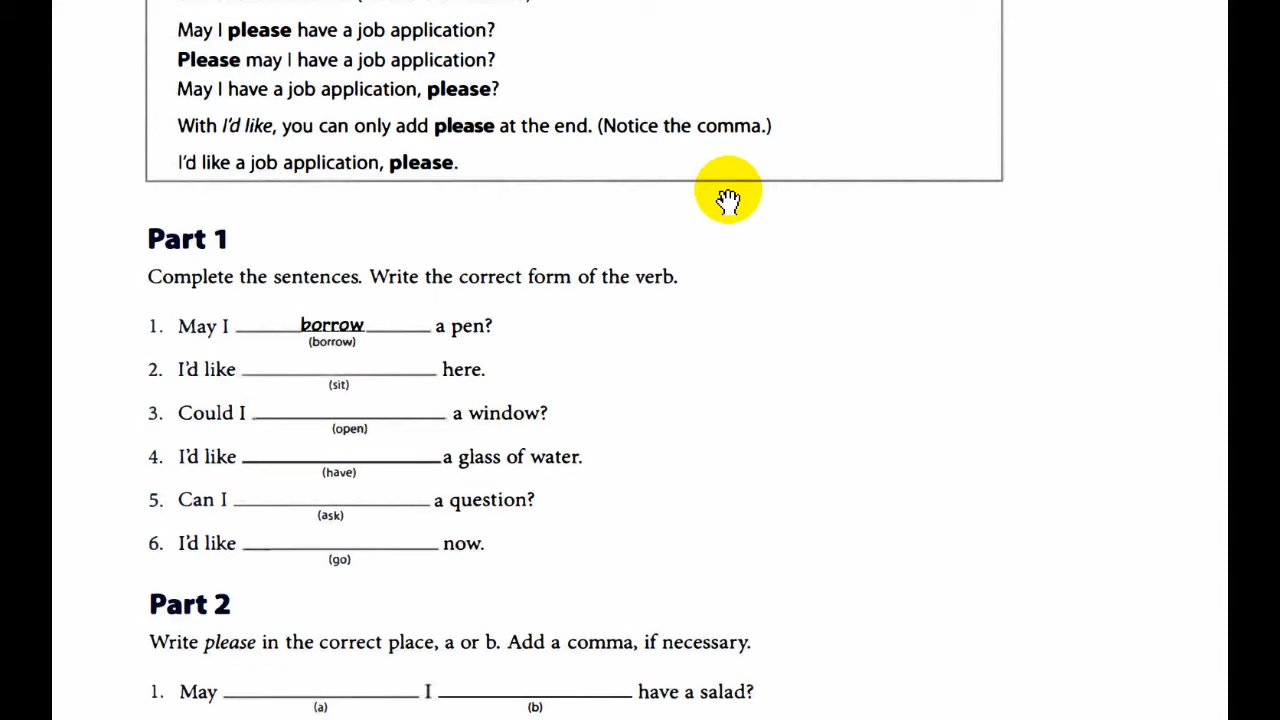 May I please have a job application?
Please may I have a job application?
May I have a job application, please?
With I'd like, you can only add please at the end. (Notice the comma.)
I'd like a job application, please.
Part 1
Complete the sentences. Write the correct form of the verb.
1. May I borrow a pen?
(borrow)
2. I'd like here.
(sit)
3. Could I a window?
(open)
4. I'd like a glass of water.
(have)
5. Can I a question?
(ask)
6. I'd like now.
(go)
Part 2
Write please in the correct place, a or b. Add a comma, if necessary.
1. May I have a salad?
(a) (b)